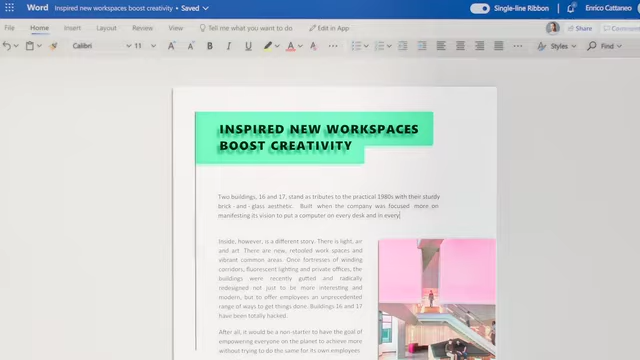 Word Inspired new workspaces boost creativity • Saved
Single-line Ribbon Enrico Cattaneo
File Home Insert Layout Review View Tell me what you want to do Edit in App Share
Calibri 11 A A B I U A Styles Find
INSPIRED NEW WORKSPACES
BOOST CREATIVITY
Two buildings, 16 and 17, stand as tributes to the practical 1980s with their sturdy
brick - and - glass aesthetic. Built when the company was focused more on
manifesting its vision to put a computer on every desk and in every
Inside, however, is a different story. There is light, air
and art. There are new, retooled work spaces and
vibrant common areas. Once fortresses of winding
corridors, fluorescent lighting and private offices, the
buildings were recently gutted and radically
redesigned not just to be more interesting and
modern, but to offer employees an unprecedented
range of ways to get things done. Buildings 16 and 17
have been totally hacked.
After all, it would be a non-starter to have the goal of
empowering everyone on the planet to achieve more
without trying to do the same for its own employees